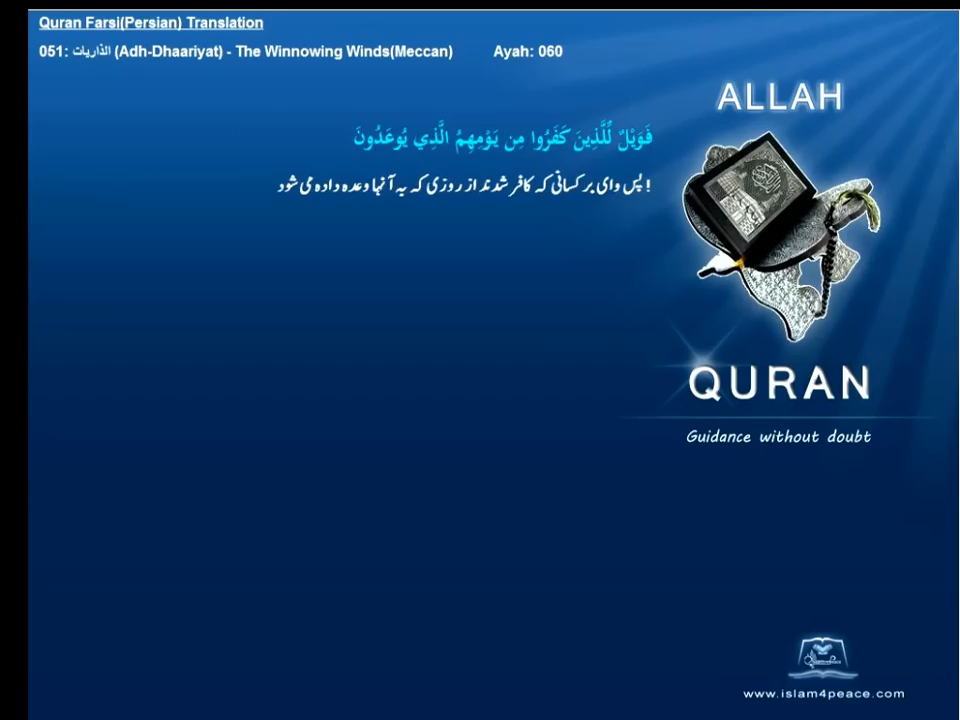 Quran Farsi(Persian) Translation
051: الذاريات (Adh-Dhaariyat) - The Winnowing Winds(Meccan) Ayah: 060
ALLAH
فَوَيْلٌ لِّلَّذِينَ كَفَرُوا مِن يَوْمِهِمُ الَّذِي يُوعَدُونَ
! پس وای بر کسانی که کافر شدند از روزی که به آنها وعده داده می شود
QURAN
Guidance without doubt
www.islam4peace.com